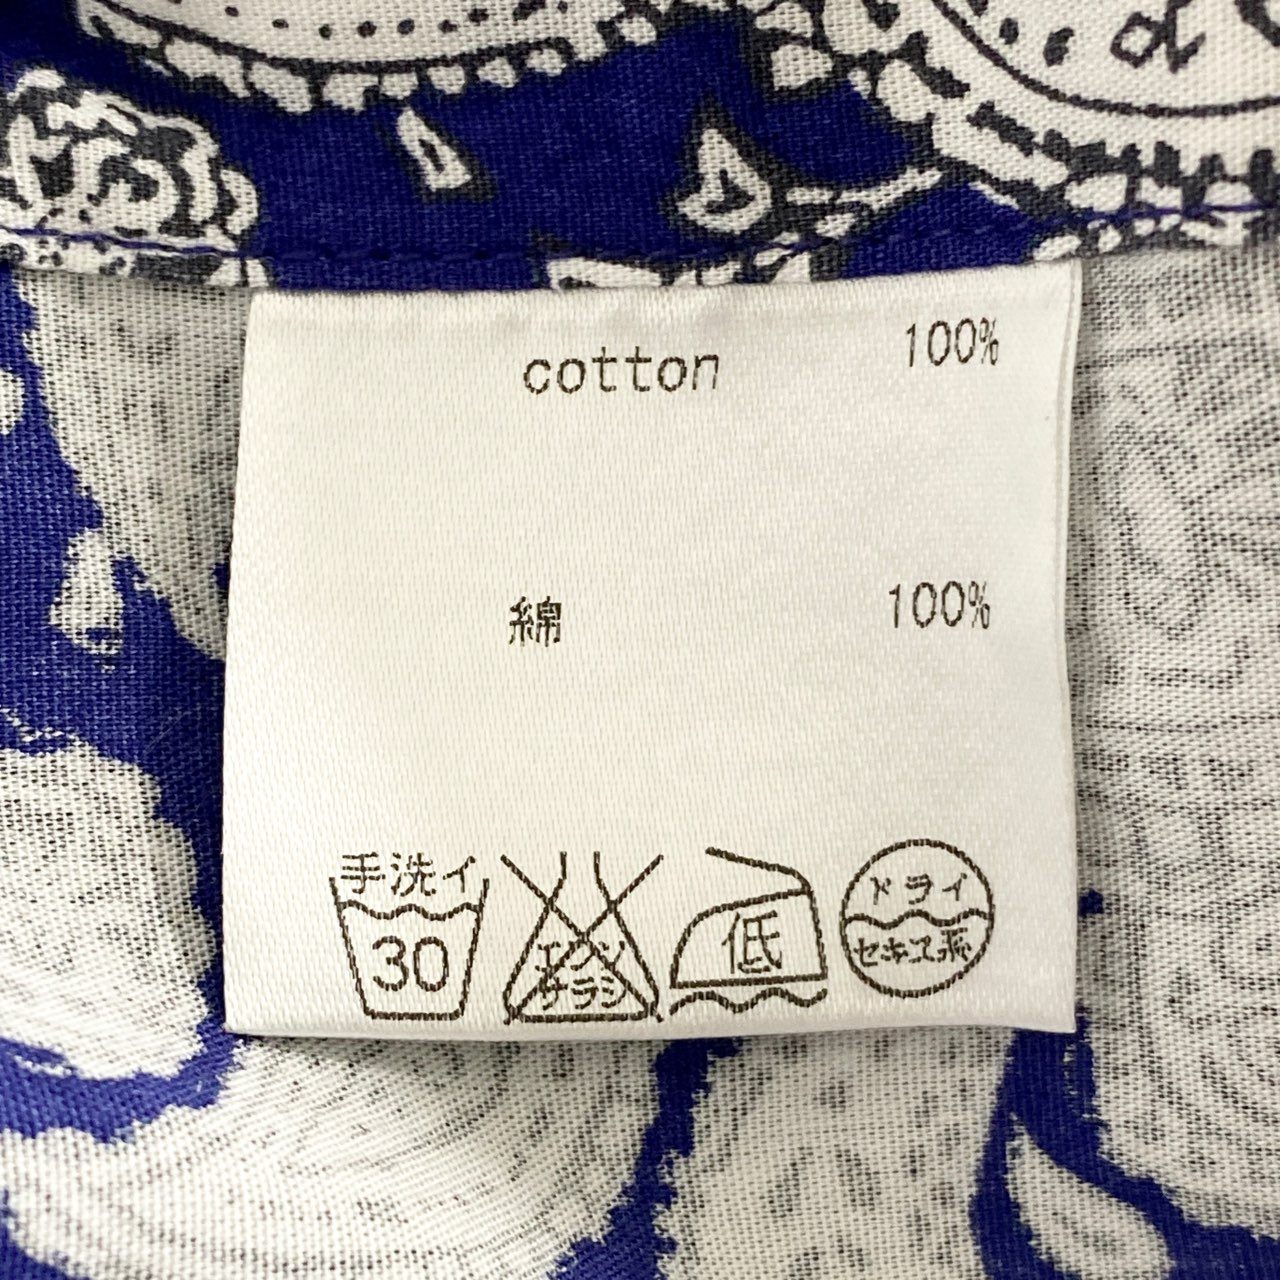 cotton 100%
綿 100%
手洗イ
30
エンソ
サラシ
低
ドライ
セキユ系